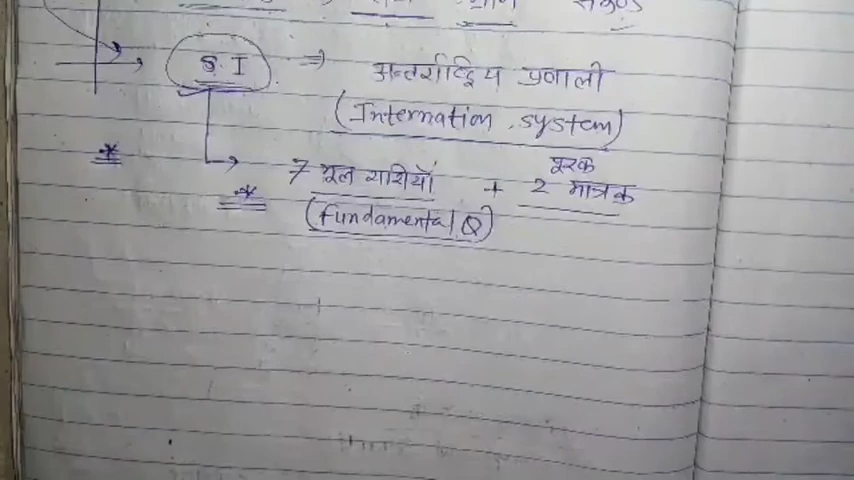 S.I ⇒ अन्तर्राष्ट्रिय प्रणाली
(Internation system)
पूरक
7 मूल राशियाँ + 2 मात्रक
(Fundamental Q)